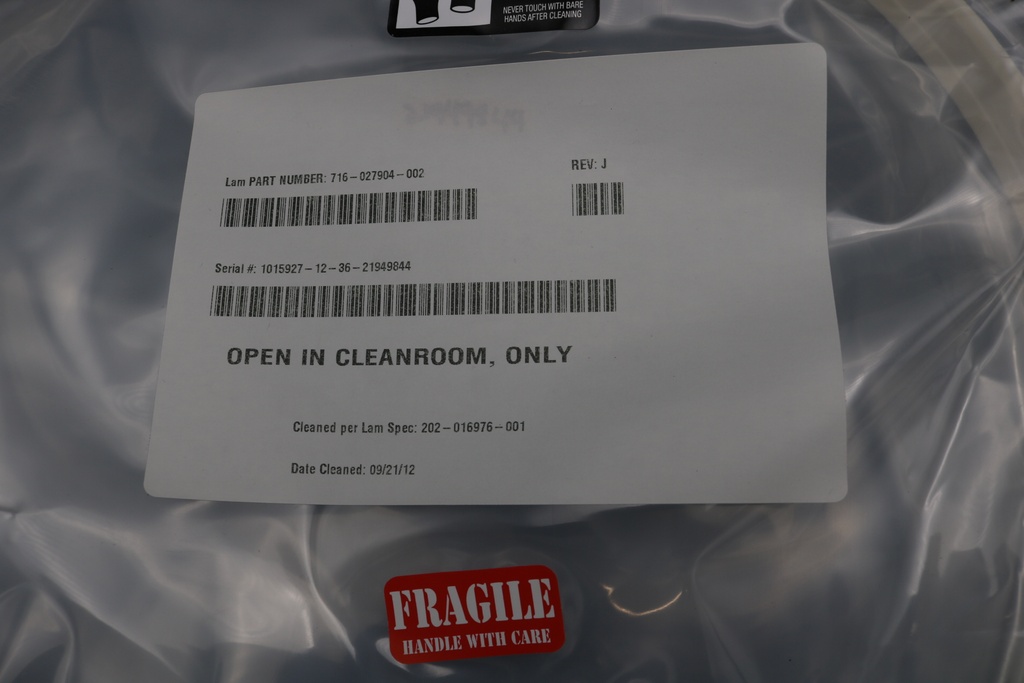 NEVER TOUCH WITH BARE
HANDS AFTER CLEANING
Lam PART NUMBER: 716-027904-002
REV: J
Serial #: 1015927-12-36-21949844
OPEN IN CLEANROOM, ONLY
Cleaned per Lam Spec: 202-016976-001
Date Cleaned: 09/21/12
FRAGILE
HANDLE WITH CARE